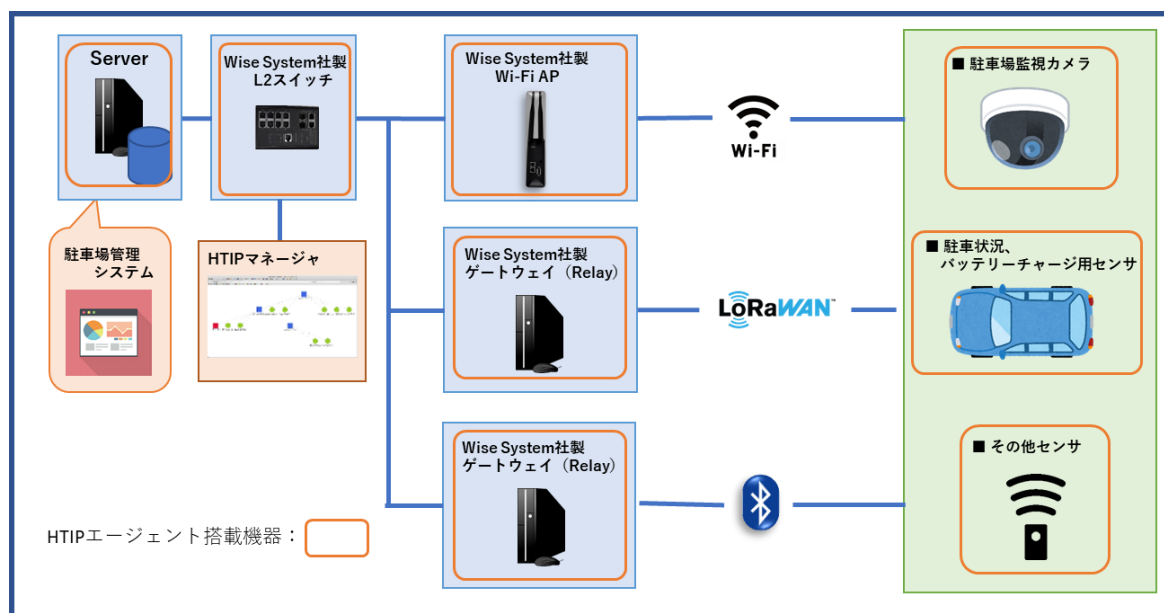 Server
Wise System社製
L2スイッチ
Wise System社製
Wi-Fi AP
Wi-Fi
■ 駐車場監視カメラ
駐車場管理
システム
HTIPマネージャ
Wise System社製
ゲートウェイ（Relay）
LoRaWAN™
■ 駐車状況、
バッテリーチャージ用センサ
Wise System社製
ゲートウェイ（Relay）
■ その他センサ
HTIPエージェント搭載機器：